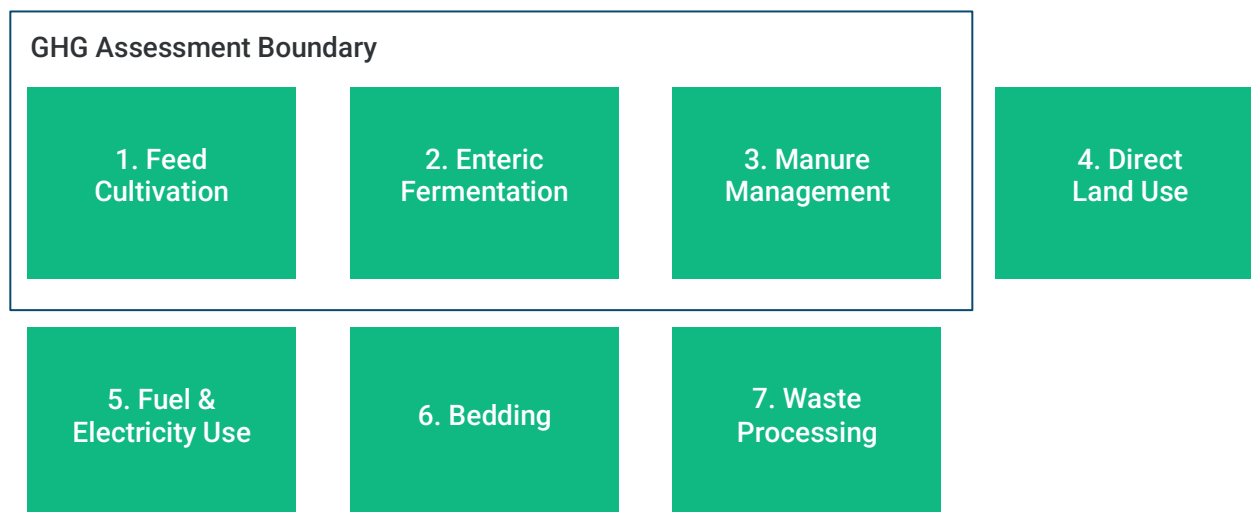 GHG Assessment Boundary
1. Feed
Cultivation
2. Enteric
Fermentation
3. Manure
Management
4. Direct
Land Use
5. Fuel &
Electricity Use
6. Bedding
7. Waste
Processing